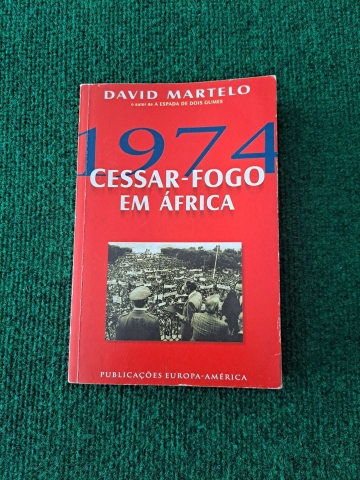 DAVID MARTELO
o autor de A ESPADA DE DOIS GUMES
1974
CESSAR-FOGO
EM ÁFRICA
PUBLICAÇÕES EUROPA-AMÉRICA